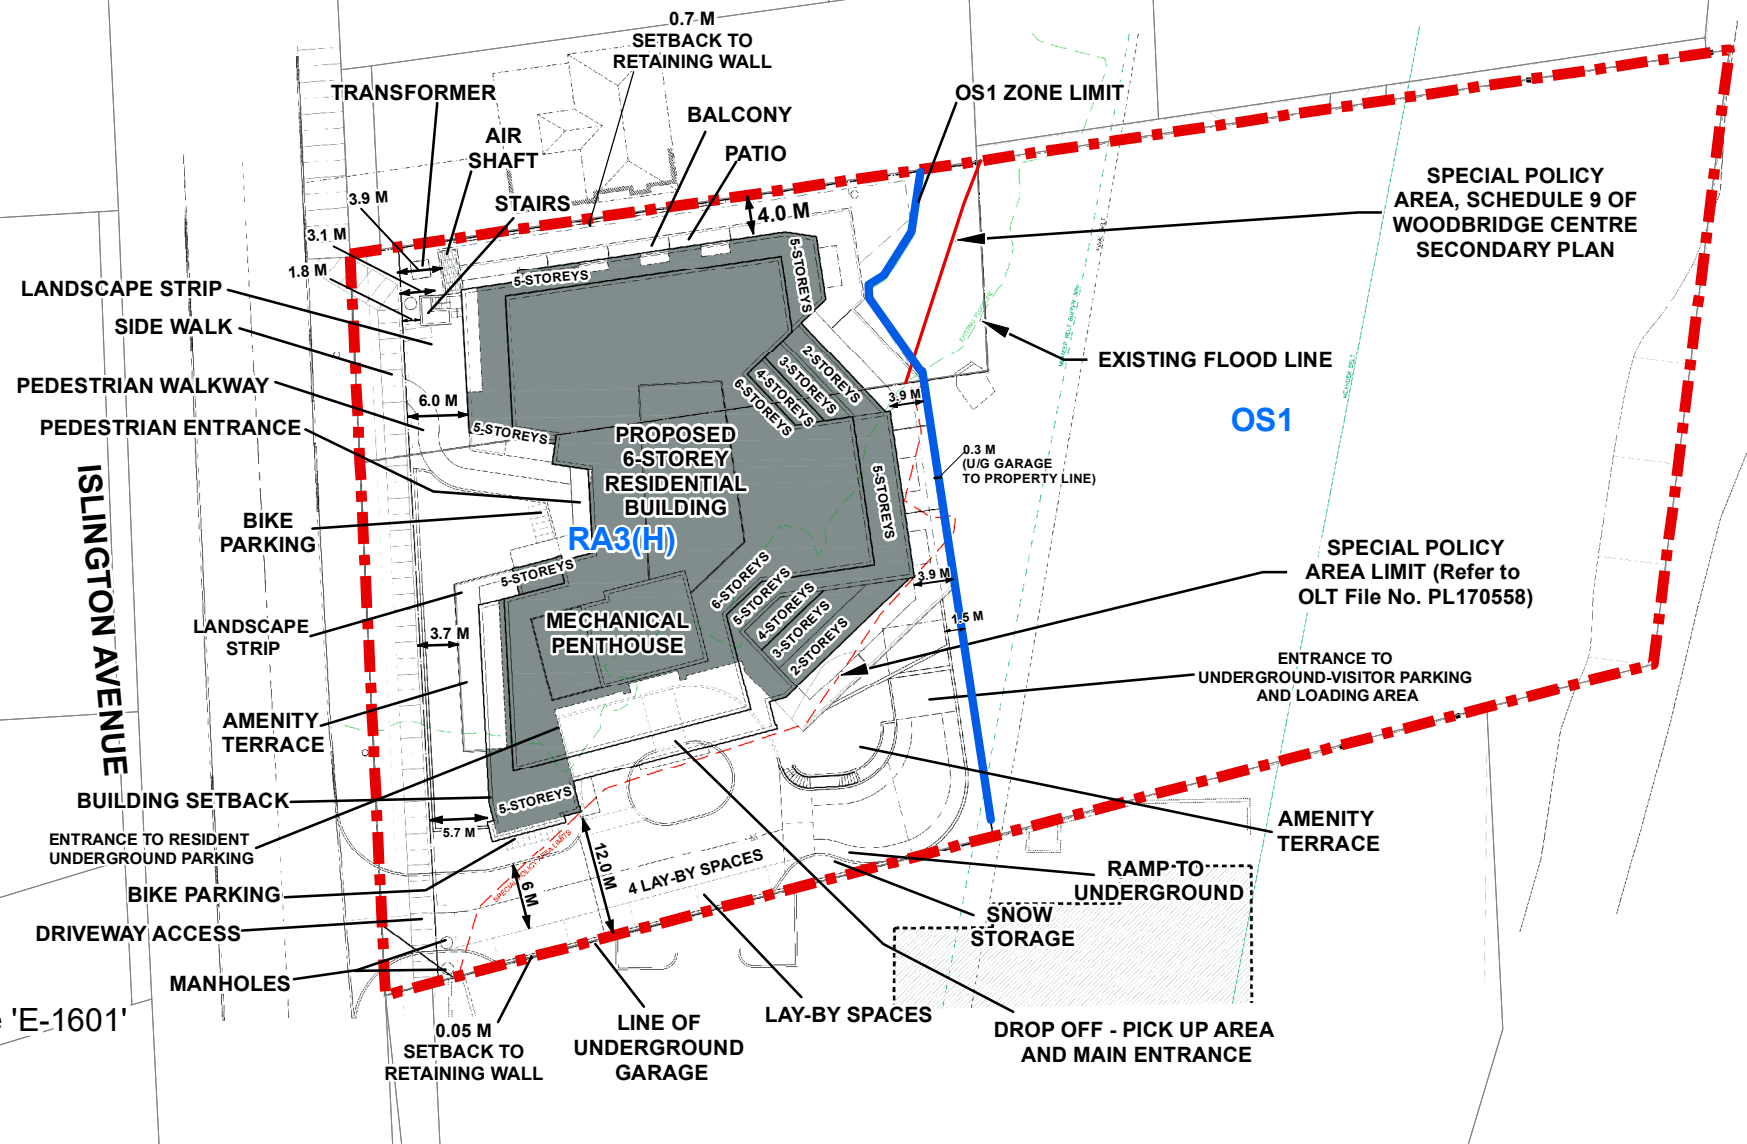 0.7 M
SETBACK TO
RETAINING WALL
TRANSFORMER
OS1 ZONE LIMIT
BALCONY
AIR
SHAFT
PATIO
3.9 M
STAIRS
4.0 M
3.1 M
1.8 M
SPECIAL POLICY
AREA, SCHEDULE 9 OF
WOODBRIDGE CENTRE
SECONDARY PLAN
LANDSCAPE STRIP
SIDE WALK
PEDESTRIAN WALKWAY
PEDESTRIAN ENTRANCE
5-STOREYS
5-STOREYS
EXISTING FLOOD LINE
2-STOREYS
3-STOREYS
4-STOREYS
6-STOREYS
3.9 M
6.0 M
5-STOREYS
OS1
PROPOSED
6-STOREY
RESIDENTIAL
BUILDING
RA3(H)
5-STOREYS
0.3 M
(U/G GARAGE
TO PROPERTY LINE)
ISLINGTON AVENUE
BIKE
PARKING
5-STOREYS
SPECIAL POLICY
AREA LIMIT (Refer to
OLT File No. PL170558)
6-STOREYS
5-STOREYS
4-STOREYS
3-STOREYS
2-STOREYS
3.9 M
1.5 M
LANDSCAPE
STRIP
3.7 M
MECHANICAL
PENTHOUSE
ENTRANCE TO
UNDERGROUND-VISITOR PARKING
AND LOADING AREA
AMENITY
TERRACE
BUILDING SETBACK
5-STOREYS
5.7 M
ENTRANCE TO RESIDENT
UNDERGROUND PARKING
SPECIAL POLICY AREA LIMITS
12.0 M
6 M
4 LAY-BY SPACES
AMENITY
TERRACE
RAMP TO
UNDERGROUND
BIKE PARKING
SNOW
STORAGE
DRIVEWAY ACCESS
MANHOLES
'E-1601'
0.05 M
SETBACK TO
RETAINING WALL
LINE OF
UNDERGROUND
GARAGE
LAY-BY SPACES
DROP OFF - PICK UP AREA
AND MAIN ENTRANCE